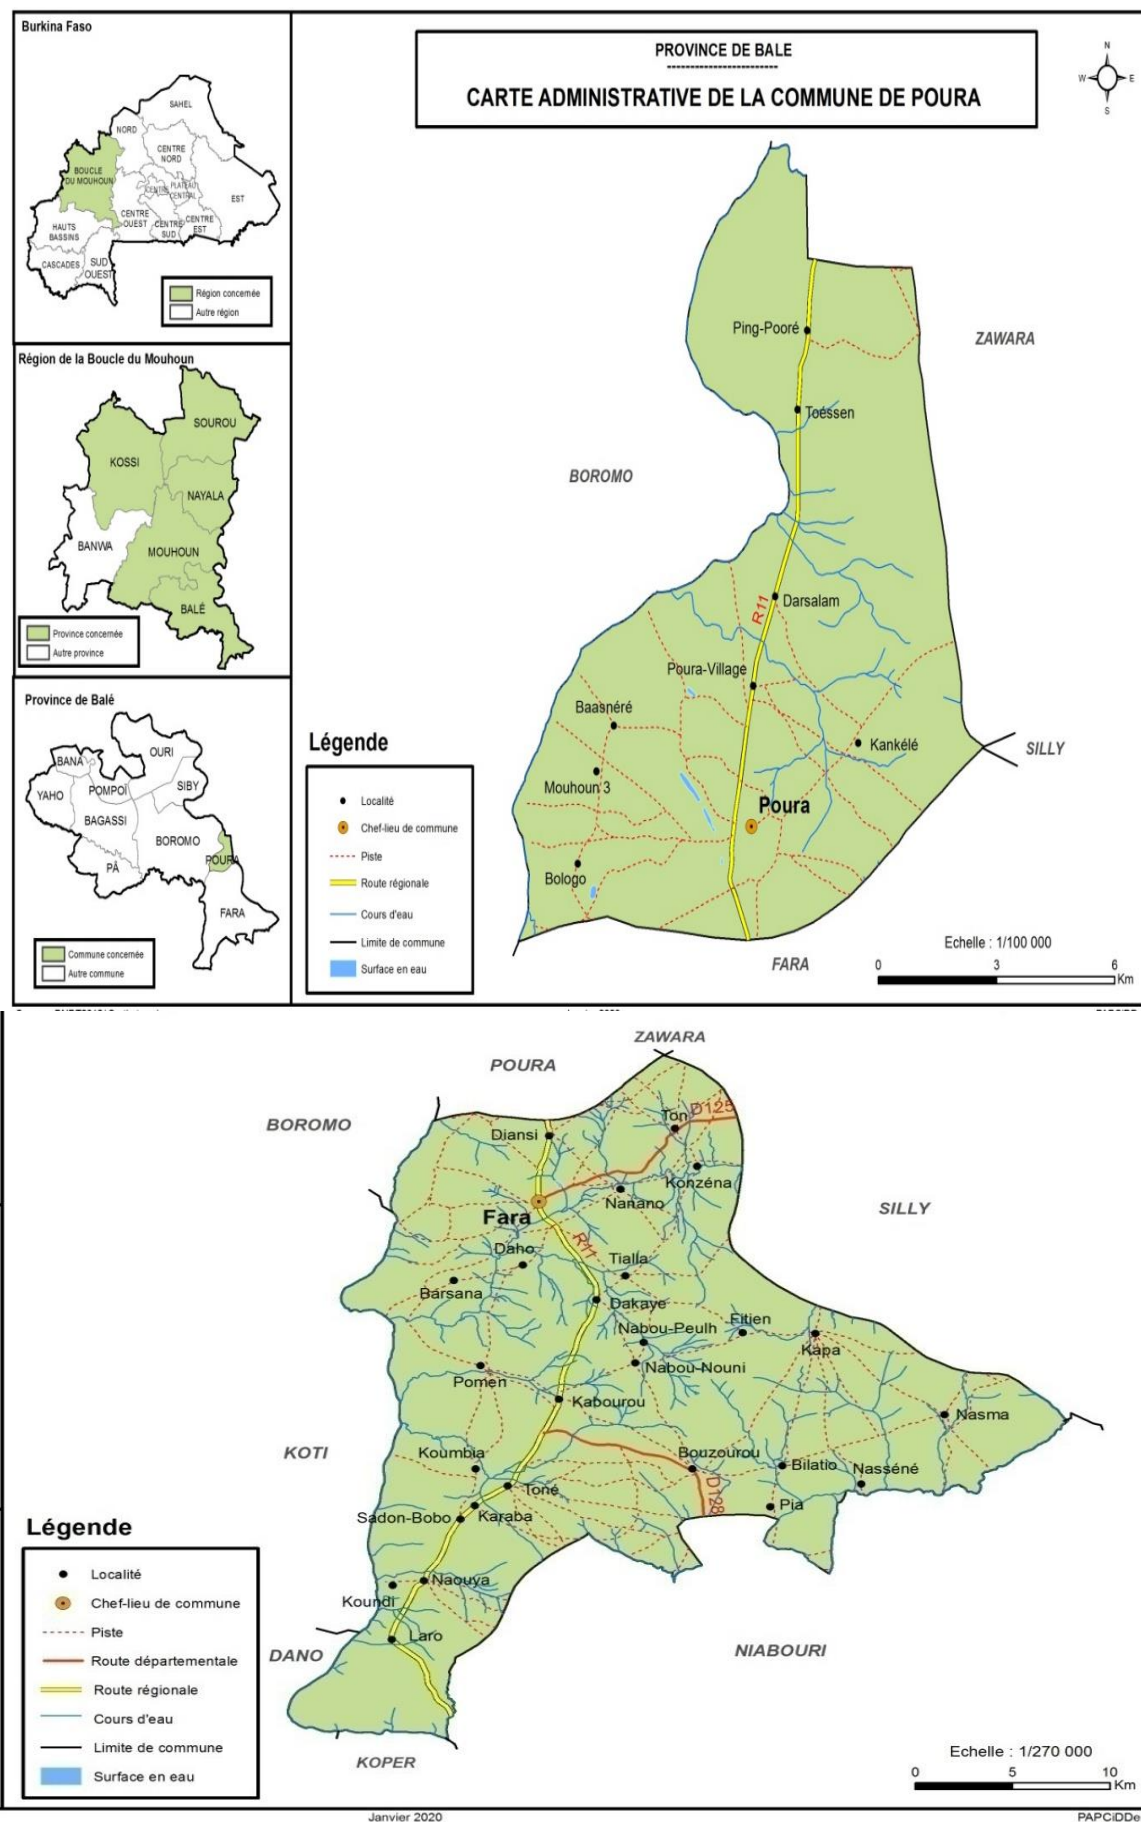 Burkina Faso
SAHEL
NORD
CENTRE
NORD
BOUCLE
DU MOUHOUN
CENTRE
PLATEAU
CENTRAL
EST
CENTRE
OUEST
CENTRE
SUD
CENTRE
EST
HAUTS
BASSINS
CASCADES
SUD
OUEST
Région concernée
Autre région
Région de la Boucle du Mouhoun
SOUROU
KOSSI
NAYALA
BANWA
MOUHOUN
BALÉ
Province concernée
Autre province
Province de Balé
OURI
BANA
POMPOÏ
SIBY
YAHO
BAGASSI
BOROMO
POURA
PÂ
FARA
Commune concernée
Autre commune
PROVINCE DE BALE
------------------------
CARTE ADMINISTRATIVE DE LA COMMUNE DE POURA
N
W
E
S
Ping-Pooré
ZAWARA
Toéssen
BOROMO
Darsalam
R11
Poura-Village
Baasnéré
Kankélé
SILLY
Mouhoun 3
Poura
Bologo
FARA
Légende
Localité
Chef-lieu de commune
Piste
Route régionale
Cours d'eau
Limite de commune
Surface en eau
Echelle : 1/100 000
0 3 6
Km
ZAWARA
POURA
BOROMO
D125
Ton
Diansi
Konzéna
Nanano
SILLY
Fara
R11
Daho
Tialla
Barsana
Dakaye
Fitien
Nabou-Peulh
Kapa
Nabou-Nouni
Pomen
Kabourou
Nasma
KOTI
Koumbia
Bouzourou
Bilatio
Nasséné
Toné
D128
Pia
Sadon-Bobo
Karaba
Naouya
Koundi
Laro
DANO
NIABOURI
KOPER
Légende
Localité
Chef-lieu de commune
Piste
Route départementale
Route régionale
Cours d'eau
Limite de commune
Surface en eau
Echelle : 1/270 000
0 5 10
Km
Janvier 2020
PAPCiDDe